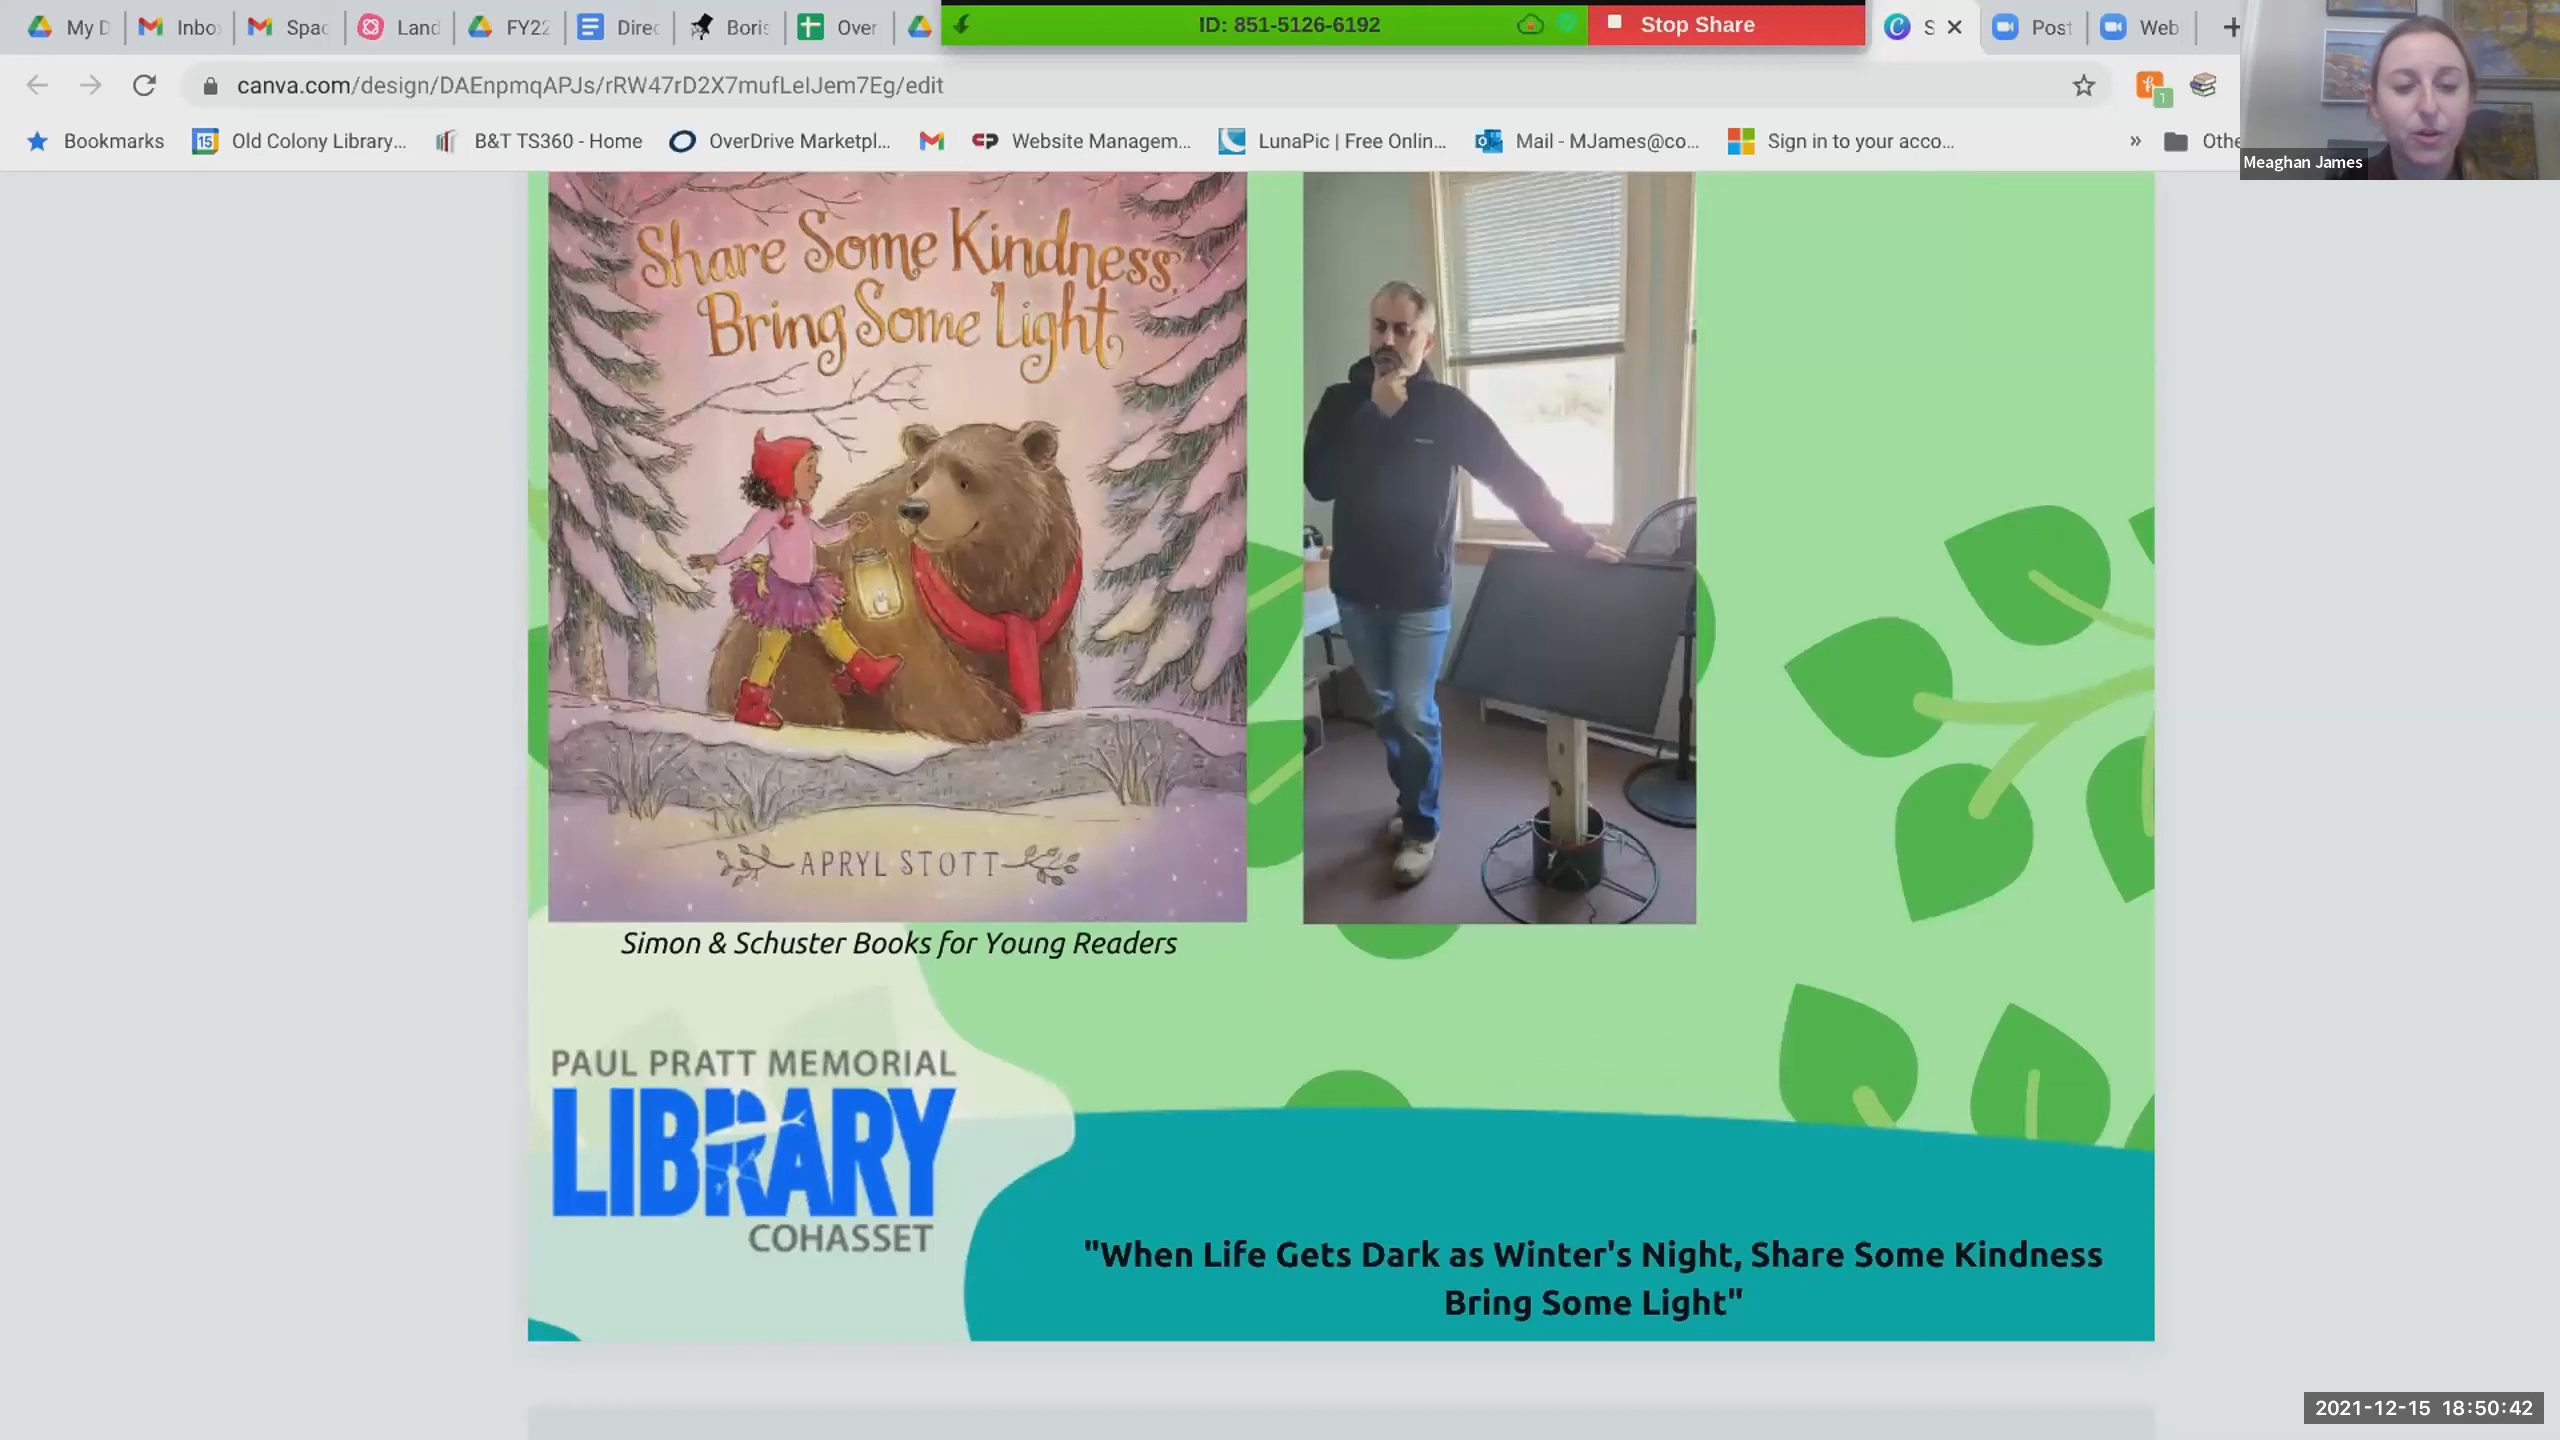 My D
Inbo
Spac
Land
FY22
Direc
Boris
Over
ID: 851-5126-6192
Stop Share
S
Post
Web
canva.com/design/DAEnpmqAPJs/rRW47rD2X7mufLeIJem7Eg/edit
1
Bookmarks
15
Old Colony Library...
B&T TS360 - Home
OverDrive Marketpl...
CP
Website Managem...
LunaPic | Free Onlin...
Mail - MJames@co...
Sign in to your acco...
»
Othe
Meaghan James
Share Some Kindness,
Bring Some Light
APRYL STOTT
Simon & Schuster Books for Young Readers
PAUL PRATT MEMORIAL
LIBRARY
COHASSET
"When Life Gets Dark as Winter's Night, Share Some Kindness
Bring Some Light"
2021-12-15 18:50:42